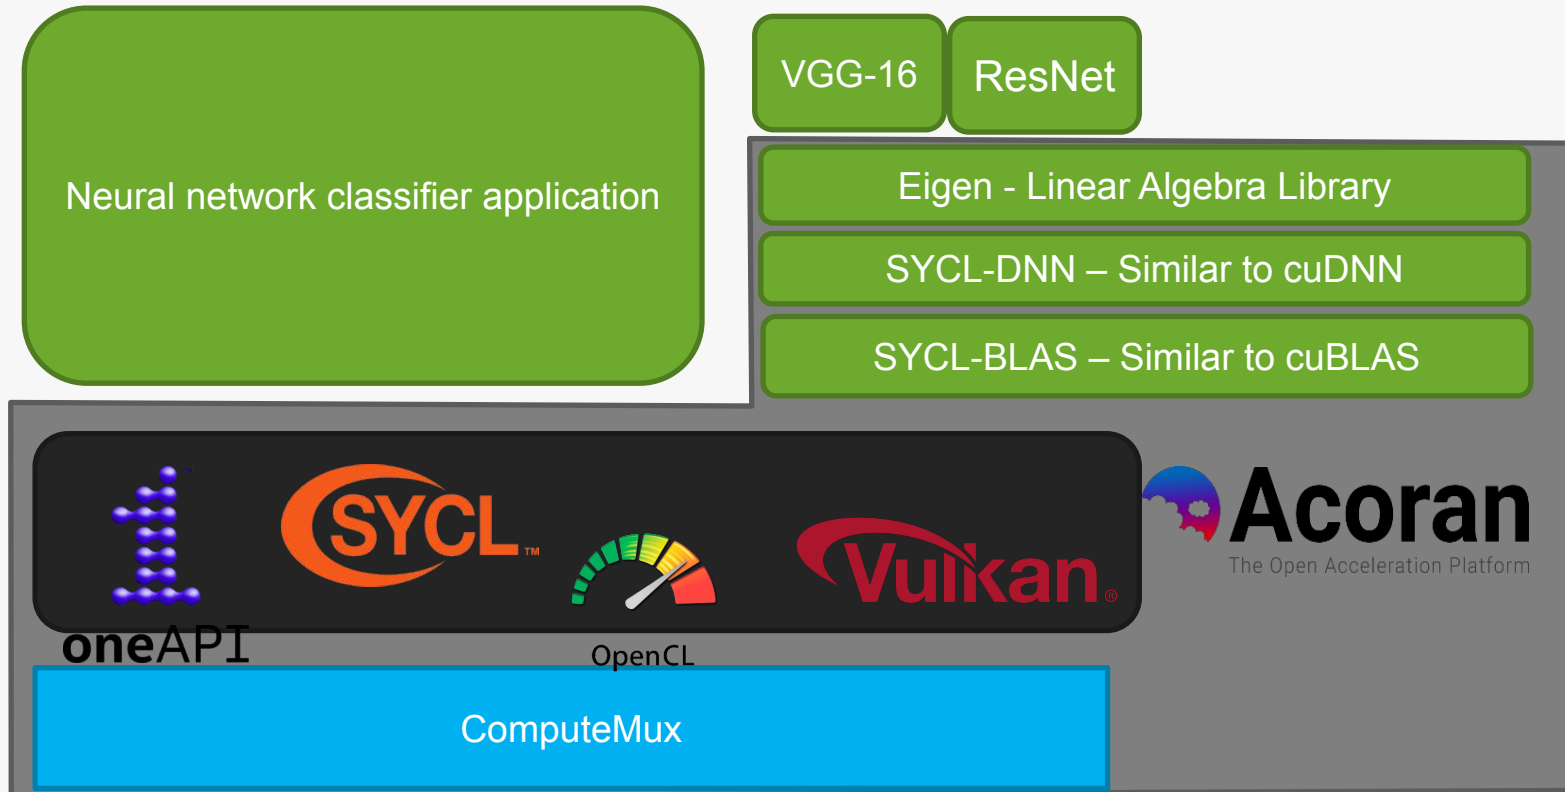 Neural network classifier application
VGG-16
ResNet
Eigen - Linear Algebra Library
SYCL-DNN – Similar to cuDNN
SYCL-BLAS – Similar to cuBLAS
oneAPI
SYCL™
OpenCL
Vulkan®
Acoran
The Open Acceleration Platform
ComputeMux